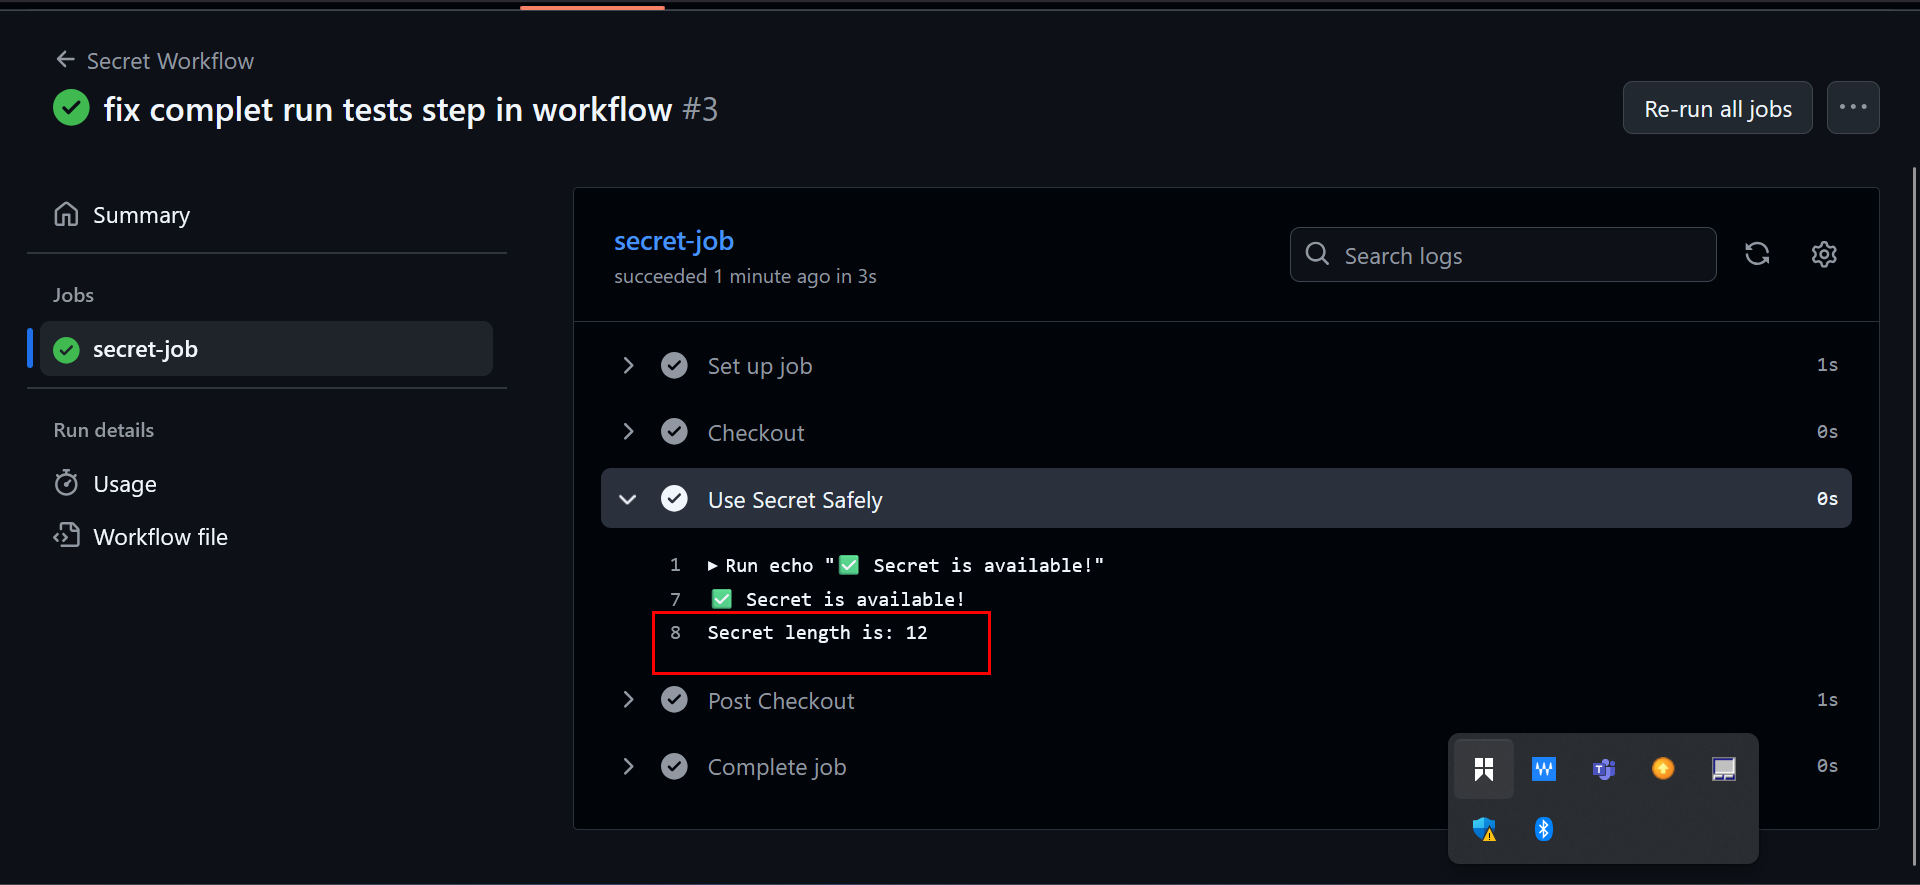 Secret Workflow
fix complet run tests step in workflow #3
Re-run all jobs
Summary
Jobs
secret-job
Run details
Usage
Workflow file
secret-job
succeeded 1 minute ago in 3s
Search logs
Set up job 1s
Checkout 0s
Use Secret Safely 0s
1 Run echo "✅ Secret is available!"
7 ✅ Secret is available!
8 Secret length is: 12
Post Checkout 1s
Complete job 0s